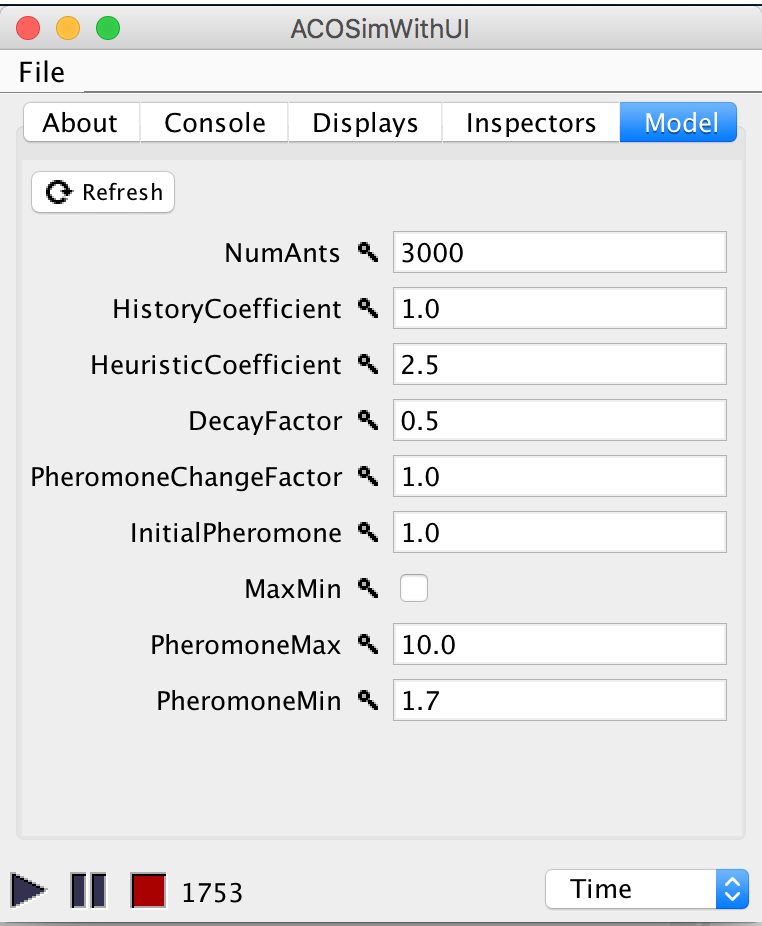 ACOSimWithUI
File
About Console Displays Inspectors Model
Refresh
NumAnts 3000
HistoryCoefficient 1.0
HeuristicCoefficient 2.5
DecayFactor 0.5
PheromoneChangeFactor 1.0
InitialPheromone 1.0
MaxMin
PheromoneMax 10.0
PheromoneMin 1.7
1753 Time